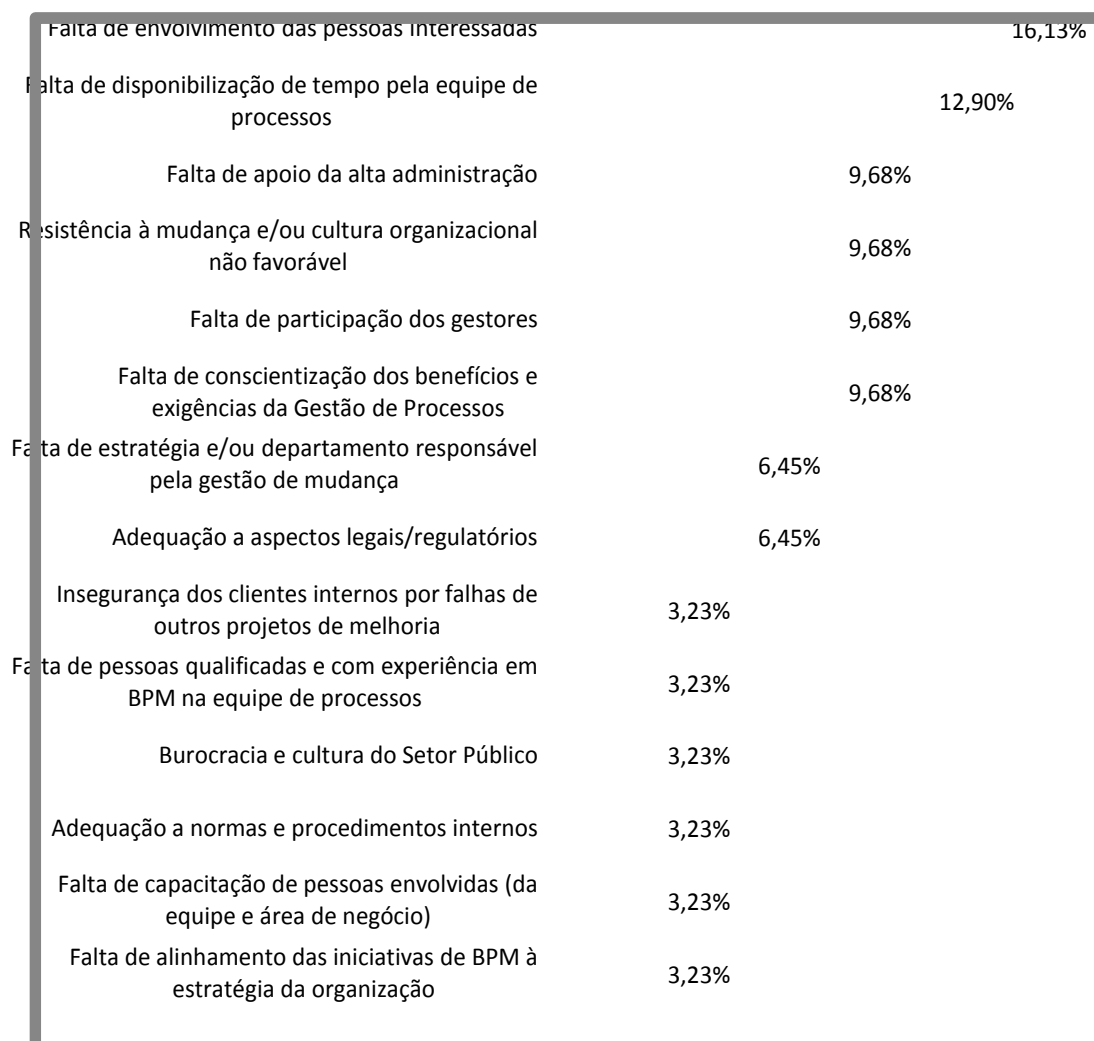 Falta de envolvimento das pessoas interessadas 16,13%
Falta de disponibilização de tempo pela equipe de
processos
12,90%
Falta de apoio da alta administração 9,68%
Resistência à mudança e/ou cultura organizacional
não favorável
9,68%
Falta de participação dos gestores 9,68%
Falta de conscientização dos benefícios e
exigências da Gestão de Processos
9,68%
Falta de estratégia e/ou departamento responsável
pela gestão de mudança
6,45%
Adequação a aspectos legais/regulatórios 6,45%
Insegurança dos clientes internos por falhas de
outros projetos de melhoria
3,23%
Falta de pessoas qualificadas e com experiência em
BPM na equipe de processos
3,23%
Burocracia e cultura do Setor Público 3,23%
Adequação a normas e procedimentos internos 3,23%
Falta de capacitação de pessoas envolvidas (da
equipe e área de negócio)
3,23%
Falta de alinhamento das iniciativas de BPM à
estratégia da organização
3,23%